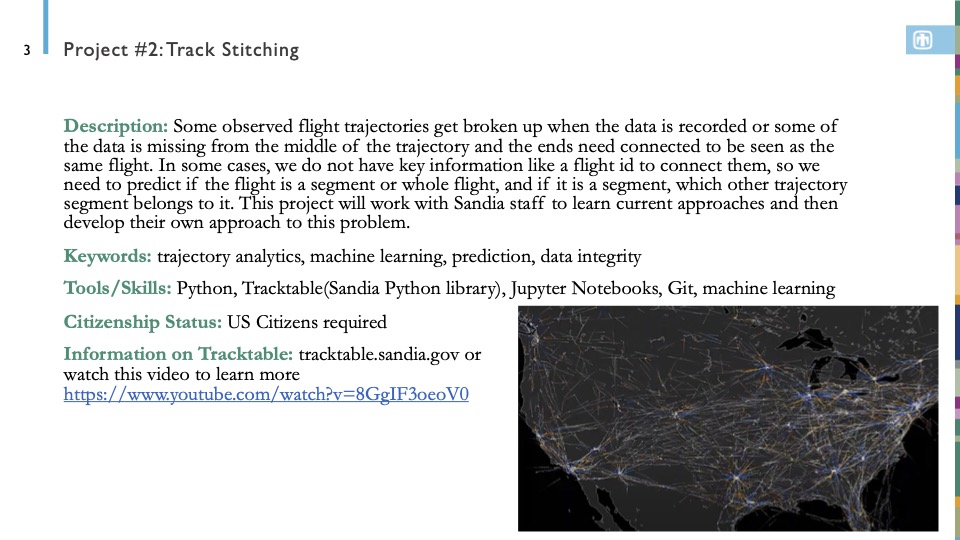 3
Project #2: Track Stitching
Description: Some observed flight trajectories get broken up when the data is recorded or some of
the data is missing from the middle of the trajectory and the ends need connected to be seen as the
same flight. In some cases, we do not have key information like a flight id to connect them, so we
need to predict if the flight is a segment or whole flight, and if it is a segment, which other trajectory
segment belongs to it. This project will work with Sandia staff to learn current approaches and then
develop their own approach to this problem.
Keywords: trajectory analytics, machine learning, prediction, data integrity
Tools/Skills: Python, Tracktable(Sandia Python library), Jupyter Notebooks, Git, machine learning
Citizenship Status: US Citizens required
Information on Tracktable: tracktable.sandia.gov or
watch this video to learn more
https://www.youtube.com/watch?v=8GgIF3oeoV0